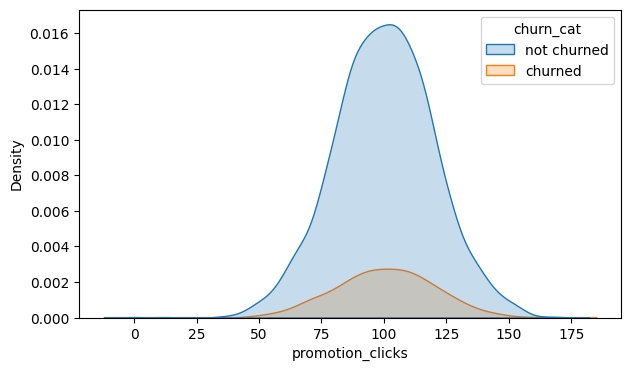 churn_cat
not churned
churned
Density
0.016
0.014
0.012
0.010
0.008
0.006
0.004
0.002
0.000
0 25 50 75 100 125 150 175
promotion_clicks